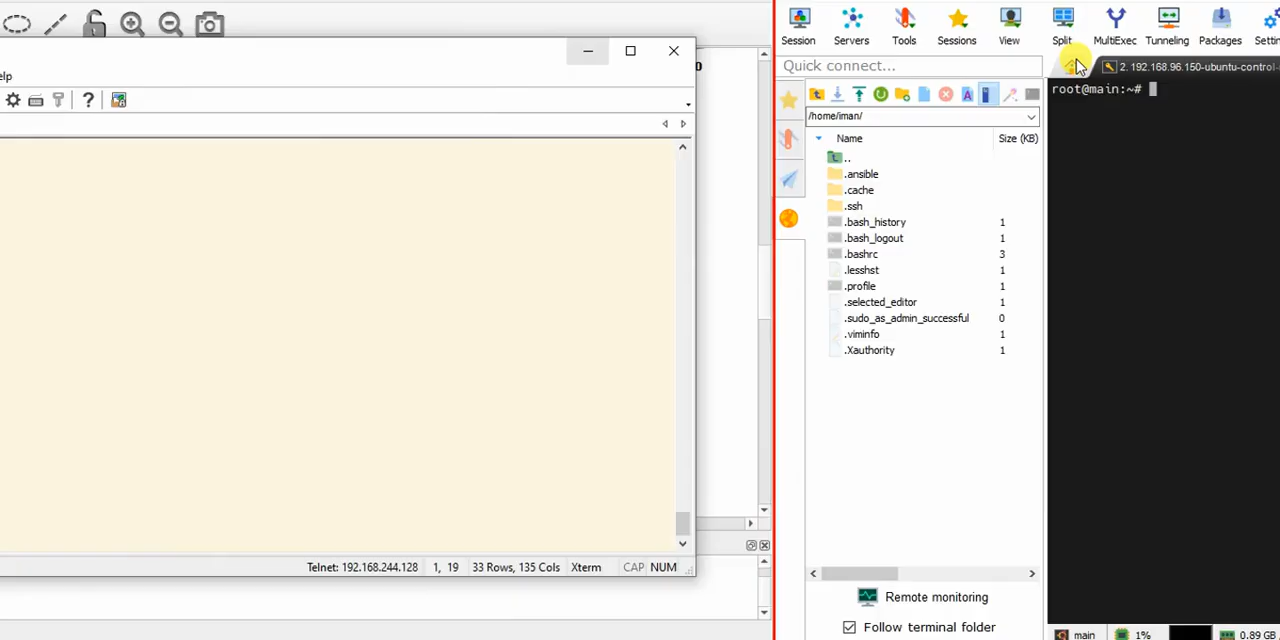 elp
Telnet: 192.168.244.128 1, 19 33 Rows, 135 Cols Xterm CAP NUM
Session Servers Tools Sessions View Split MultiExec Tunneling Packages Settin
Quick connect...
2. 192.168.96.150-ubuntu-control-
/home/iman/
Name Size (KB)
..
.ansible
.cache
.ssh
.bash_history 1
.bash_logout 1
.bashrc 3
.lesshst 1
.profile 1
.selected_editor 1
.sudo_as_admin_successful 0
.viminfo 1
.Xauthority 1
Remote monitoring
Follow terminal folder
root@main:~#
main 1% 0.89 GB